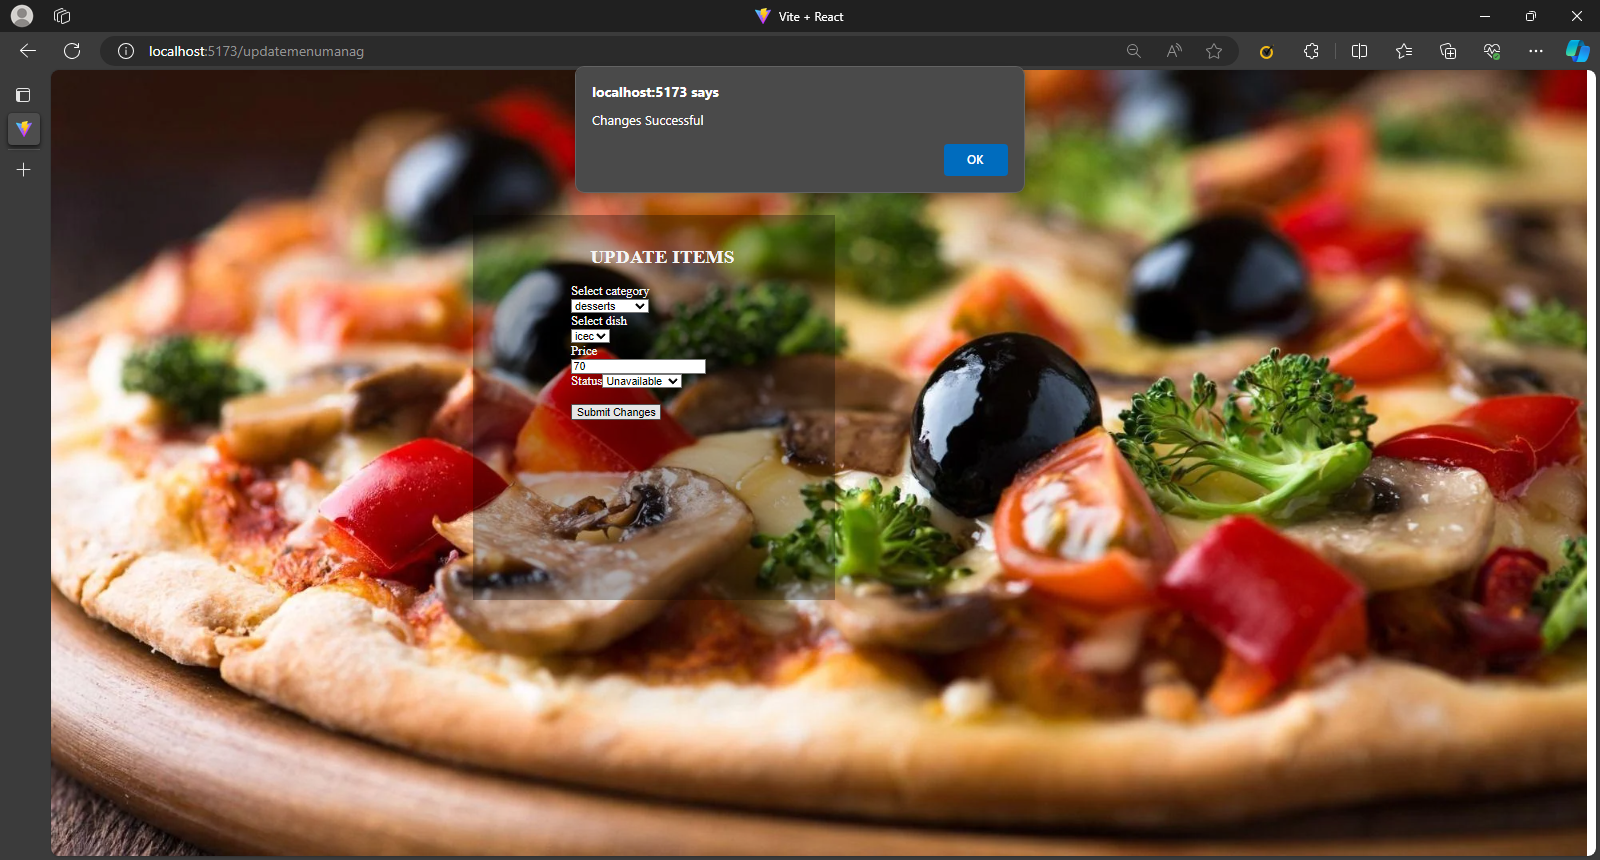 Vite + React
localhost:5173/updatemenumanag
localhost:5173 says
Changes Successful
OK
UPDATE ITEMS
Select category
desserts
Select dish
icec
Price
70
Status Unavailable
Submit Changes